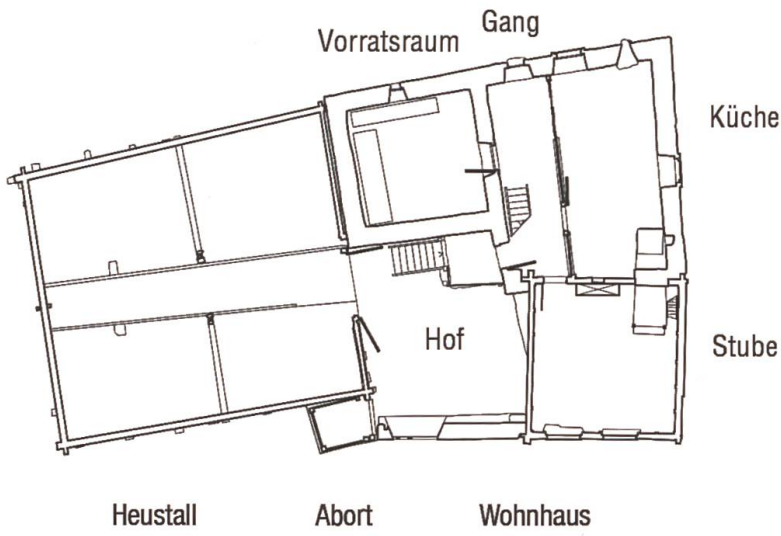 Gang
Vorratsraum
Küche
Hof
Stube
Heustall
Abort
Wohnhaus